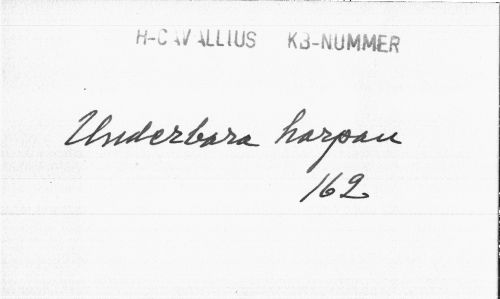 H-CAVALLIUS KB-NUMMER
Underbara harpan
162